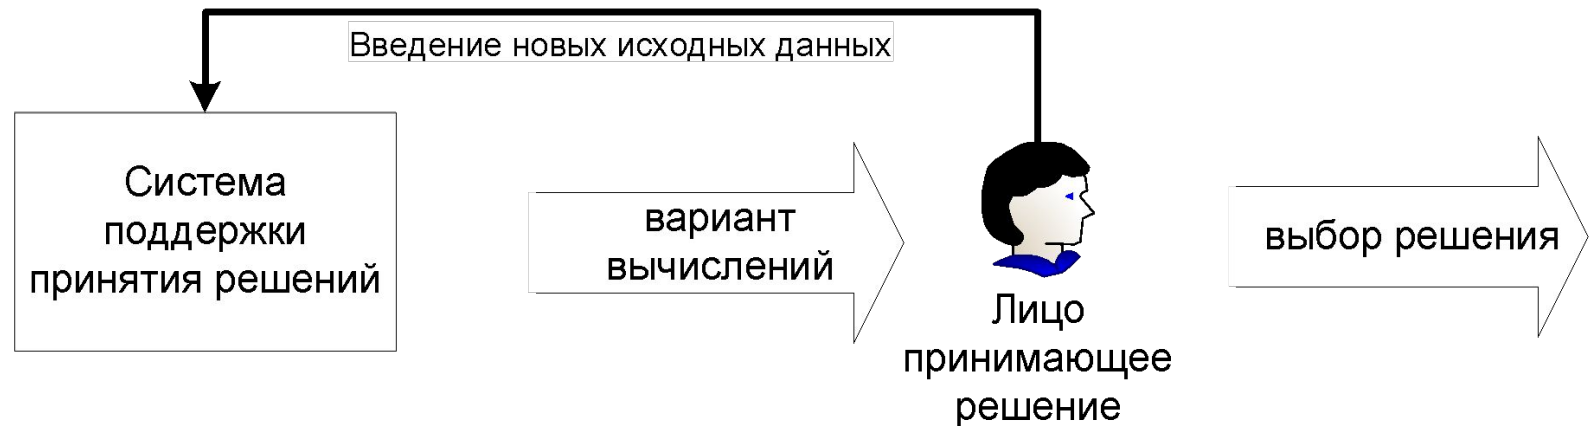 Введение новых исходных данных
Система
поддержки
принятия решений
вариант
вычислений
Лицо
принимающее
решение
выбор решения